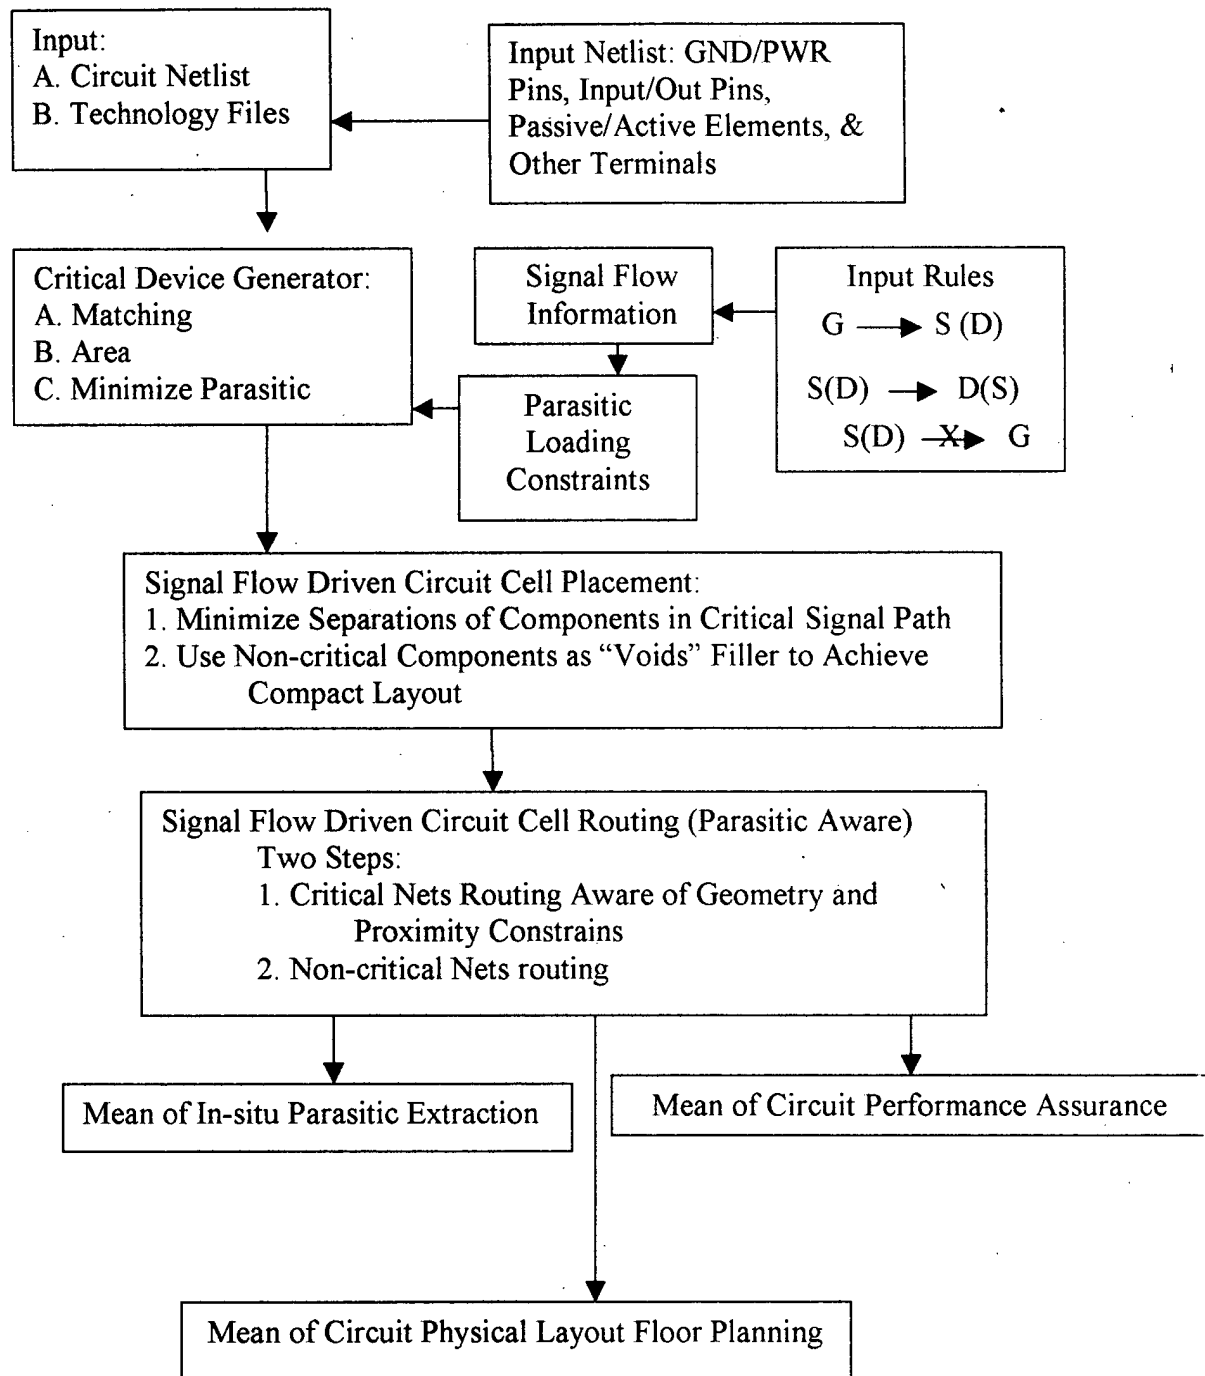 Input:
A. Circuit Netlist
B. Technology Files
Input Netlist: GND/PWR
Pins, Input/Out Pins,
Passive/Active Elements, &
Other Terminals
Critical Device Generator:
A. Matching
B. Area
C. Minimize Parasitic
Signal Flow
Information
Input Rules
G → S (D)
S(D) → D(S)
S(D) X→ G
Parasitic
Loading
Constraints
Signal Flow Driven Circuit Cell Placement:
1. Minimize Separations of Components in Critical Signal Path
2. Use Non-critical Components as “Voids” Filler to Achieve
Compact Layout
Signal Flow Driven Circuit Cell Routing (Parasitic Aware)
Two Steps:
1. Critical Nets Routing Aware of Geometry and
Proximity Constrains
2. Non-critical Nets routing
Mean of In-situ Parasitic Extraction
Mean of Circuit Performance Assurance
Mean of Circuit Physical Layout Floor Planning